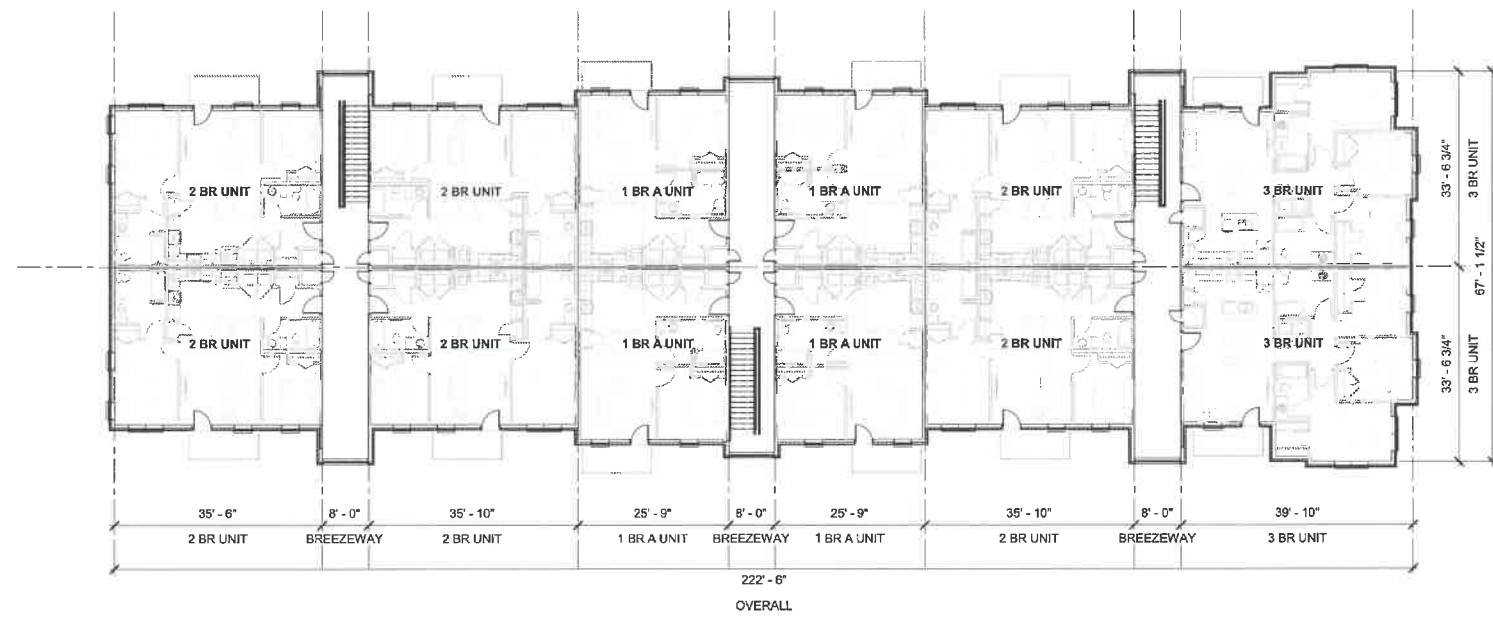 2 BR UNIT 2 BR UNIT 1 BR A UNIT 1 BR A UNIT 2 BR UNIT 3 BR UNIT
33' - 6 3/4"
3 BR UNIT
67' - 1 1/2"
2 BR UNIT 2 BR UNIT 1 BR A UNIT 1 BR A UNIT 2 BR UNIT 3 BR UNIT
33' - 6 3/4"
3 BR UNIT
35' - 6" 8' - 0" 35' - 10" 25' - 9" 8' - 0" 25' - 9" 35' - 10" 8' - 0" 39' - 10"
2 BR UNIT BREEZEWAY 2 BR UNIT 1 BR A UNIT BREEZEWAY 1 BR A UNIT 2 BR UNIT BREEZEWAY 3 BR UNIT
222' - 6"
OVERALL